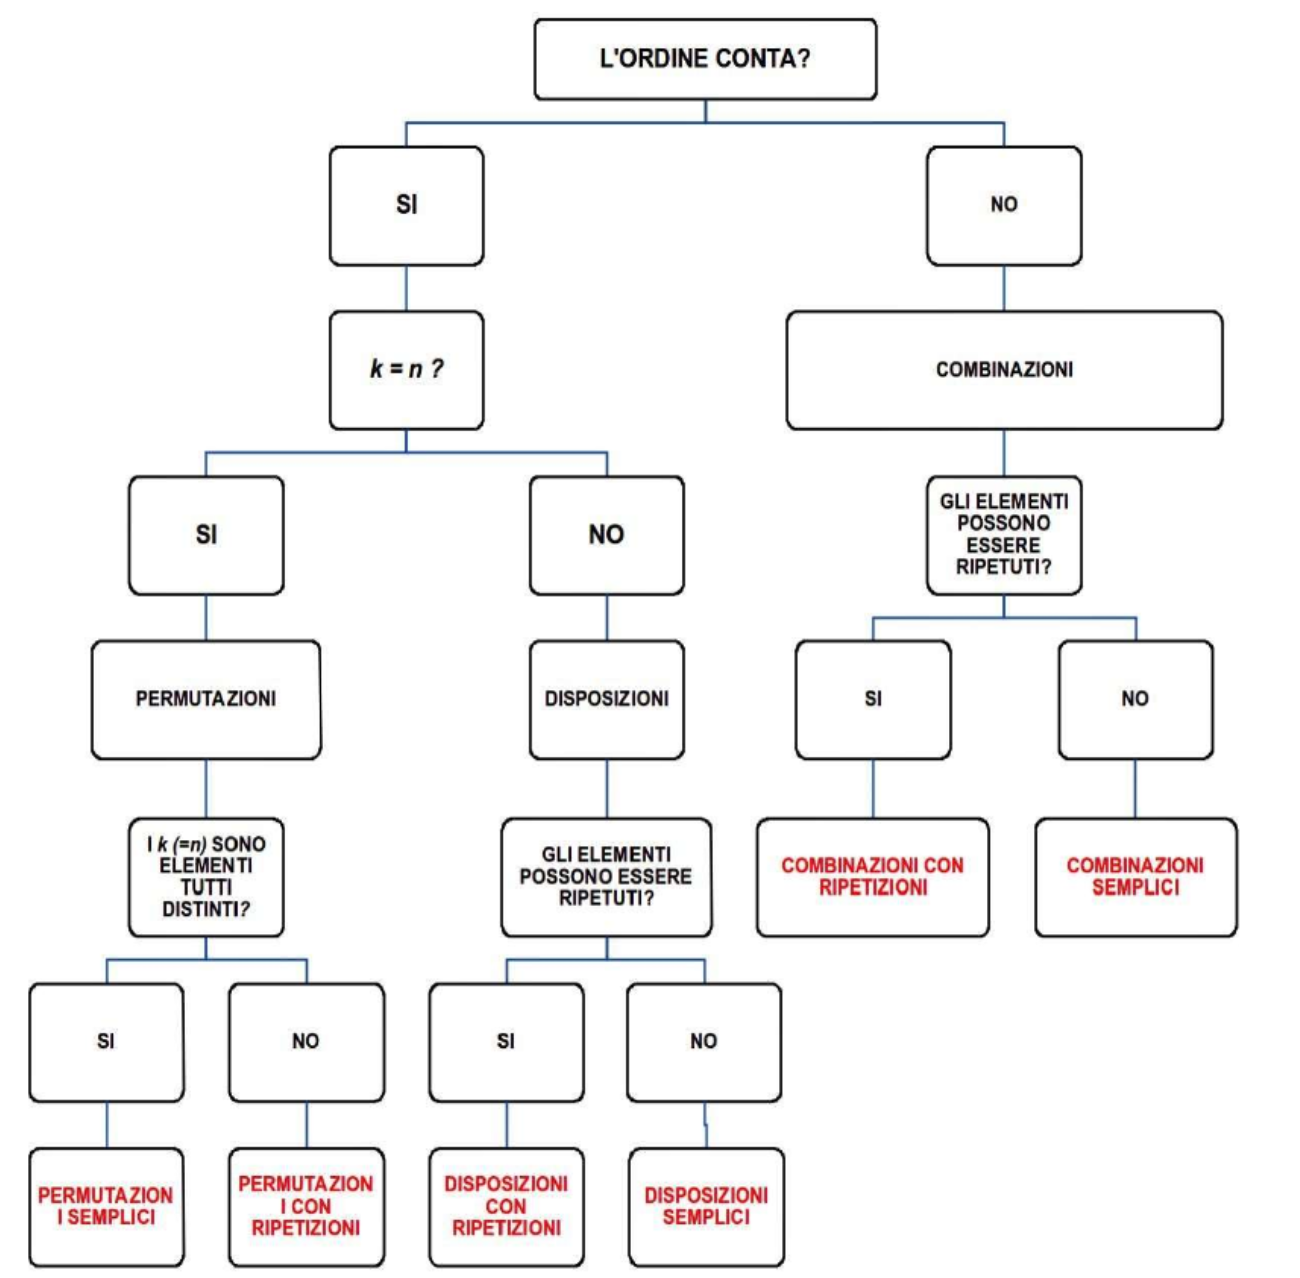 L'ORDINE CONTA?
SI
NO
k = n ?
COMBINAZIONI
SI
NO
GLI ELEMENTI
POSSONO
ESSERE
RIPETUTI?
PERMUTAZIONI
DISPOSIZIONI
SI
NO
I k (=n) SONO
ELEMENTI
TUTTI
DISTINTI?
GLI ELEMENTI
POSSONO ESSERE
RIPETUTI?
COMBINAZIONI CON
RIPETIZIONI
COMBINAZIONI
SEMPLICI
SI
NO
SI
NO
PERMUTAZION
I SEMPLICI
PERMUTAZION
I CON
RIPETIZIONI
DISPOSIZIONI
CON
RIPETIZIONI
DISPOSIZIONI
SEMPLICI